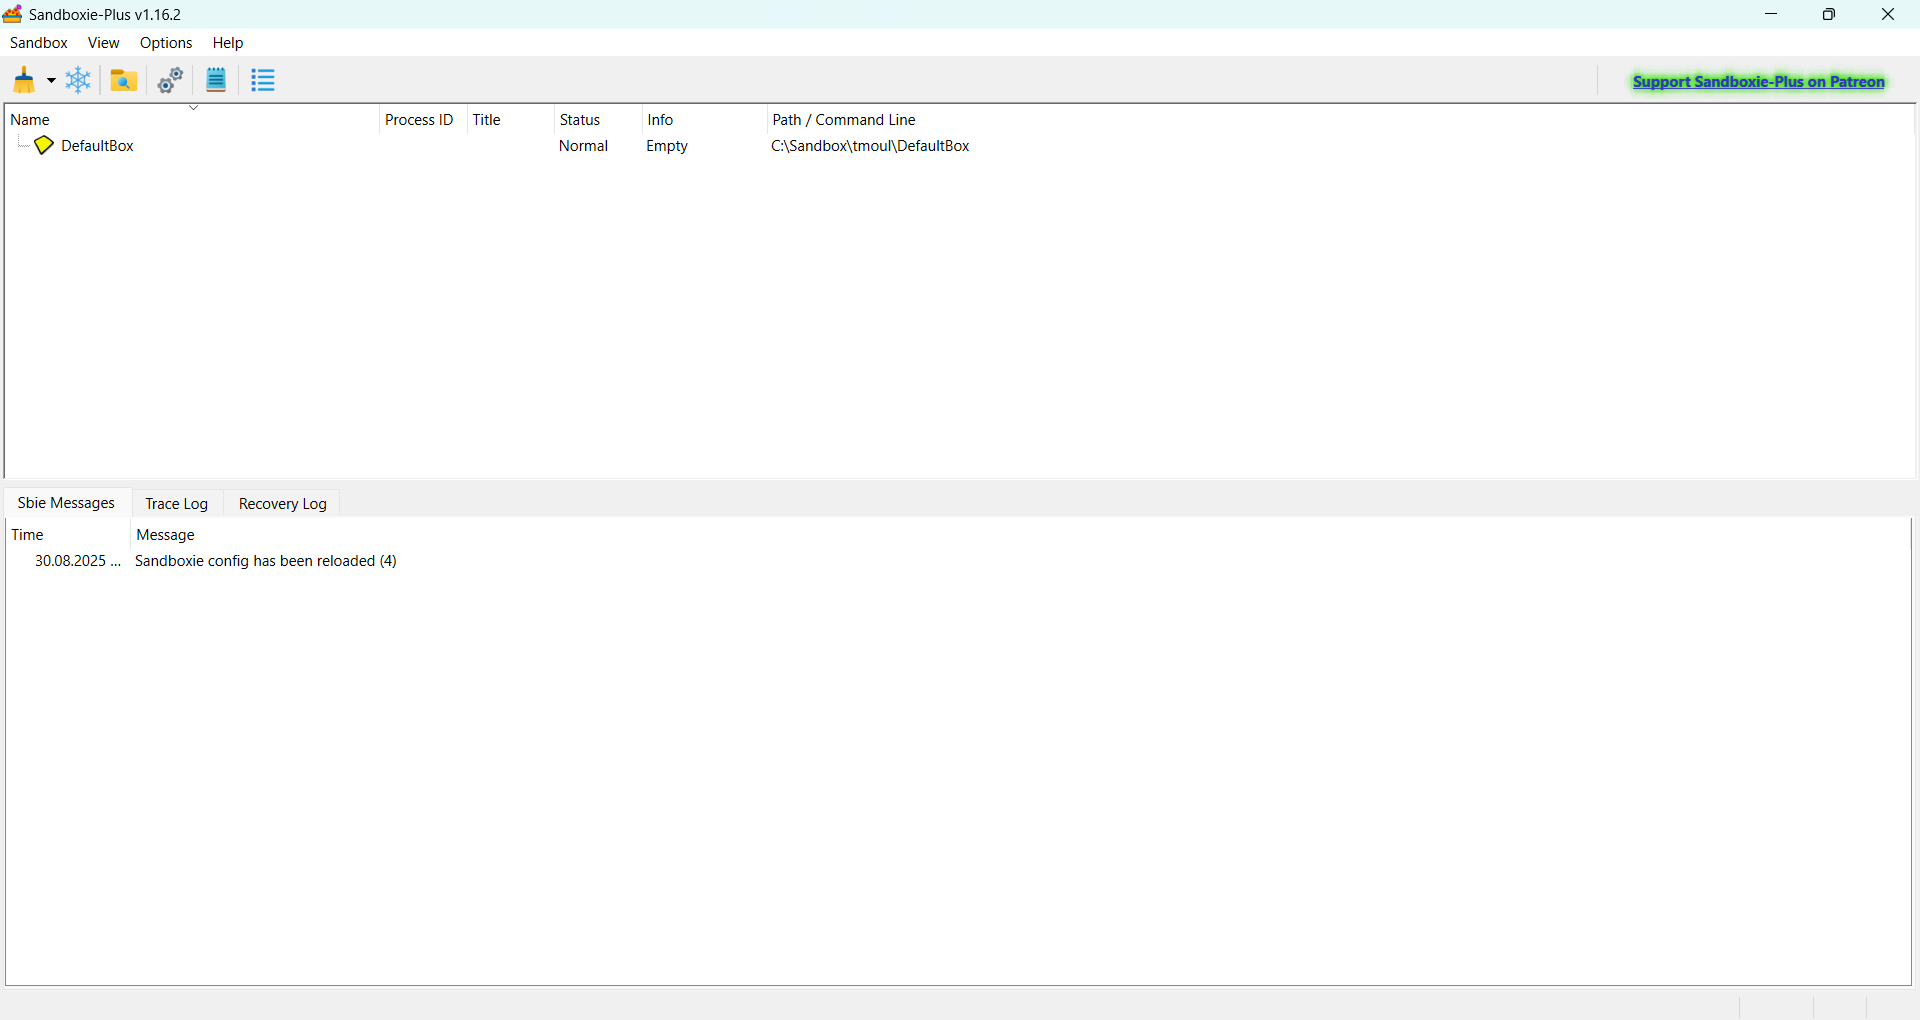 Sandboxie-Plus v1.16.2
Sandbox View Options Help
Support Sandboxie-Plus on Patreon
Name Process ID Title Status Info Path / Command Line
DefaultBox Normal Empty C:\Sandbox\tmoul\DefaultBox
Sbie Messages Trace Log Recovery Log
Time Message
30.08.2025 ... Sandboxie config has been reloaded (4)